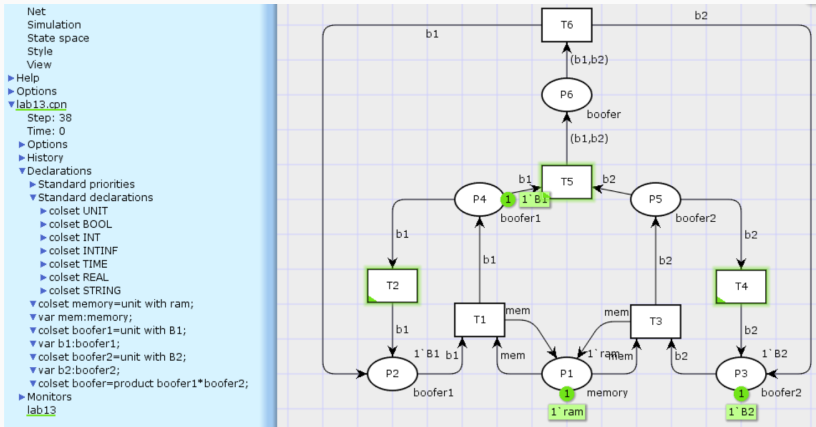 Net
Simulation
State space
Style
View
Help
Options
lab13.cpn
Step: 38
Time: 0
Options
History
Declarations
Standard priorities
Standard declarations
colset UNIT
colset BOOL
colset INT
colset INTINF
colset TIME
colset REAL
colset STRING
colset memory=unit with ram;
var mem:memory;
colset boofer1=unit with B1;
var b1:boofer1;
colset boofer2=unit with B2;
var b2:boofer2;
colset boofer=product boofer1*boofer2;
Monitors
lab13
b1
T6
b2
(b1,b2)
P6
boofer
(b1,b2)
T5
b1
b2
P4
1
1`B1
boofer1
P5
boofer2
b1
b1
b2
b2
T2
T4
T1
mem
mem
T3
b1
b2
1`B1
b1
mem
1`ram
mem
b2
1`B2
P2
P1
P3
boofer1
1
memory
1
boofer2
1`ram
1`B2